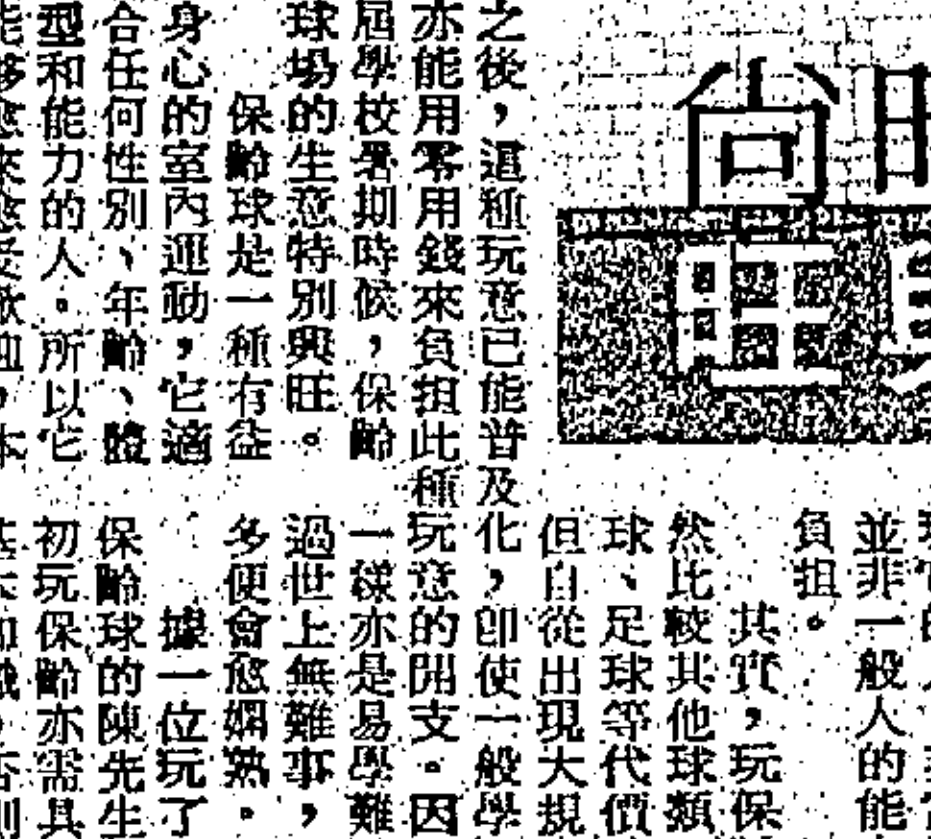 尚
旺
並非一般人的能
負担。
其實，玩保
然比較其他球類
球、足球等代價
但自從出現大規
之後，這種玩意已能普及化，即使一般學
亦能用零用錢來負担此種玩意的開支。因
屆學校暑期時候，保齡
球場的生意特別興旺。
保齡球是一種有益
身心的室內運動，它適
合任何性別、年齡、體
型和能力的人。所以它
一樣亦是易學難
過世上無難事，
多便會愈嫻熟。
據一位玩了
保齡球的陳先生
初玩保齡亦需具